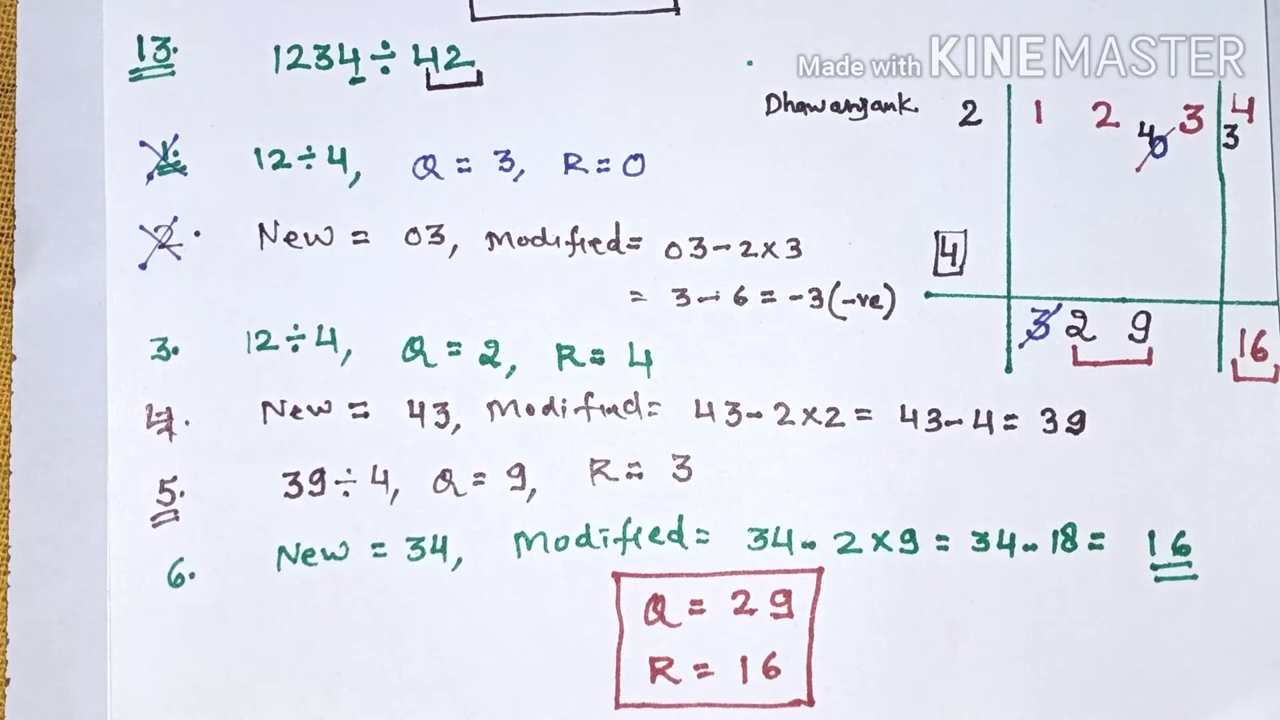 13. 1234 ÷ 42
Made with KINEMASTER
Dhawanjank. 2 1 2 3 4
4 0 3
1. 12÷4, Q = 3, R = 0
2. New = 03, Modified = 03-2×3
= 3-6 = -3 (-ve)
4
3 2 9 16
3. 12÷4, Q = 2, R = 4
4. New = 43, Modified = 43-2×2 = 43-4 = 39
5. 39÷4, Q = 9, R = 3
6. New = 34, Modified = 34-2×9 = 34-18 = 16
Q = 29
R = 16